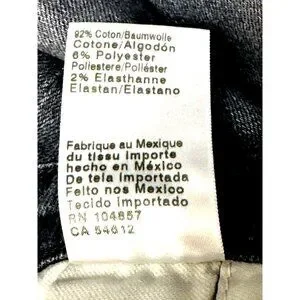 92% Coton/Baumwolle
Cotone/Algodón
6% Polyester
Poliestere/Poliéster
2% Elasthanne
Elastan/Elastano
Fabrique au Mexique
du tissu importe
hecho en México
De tela importada
Feito nos Mexico
Tecido importado
RN 104857
CA 54612